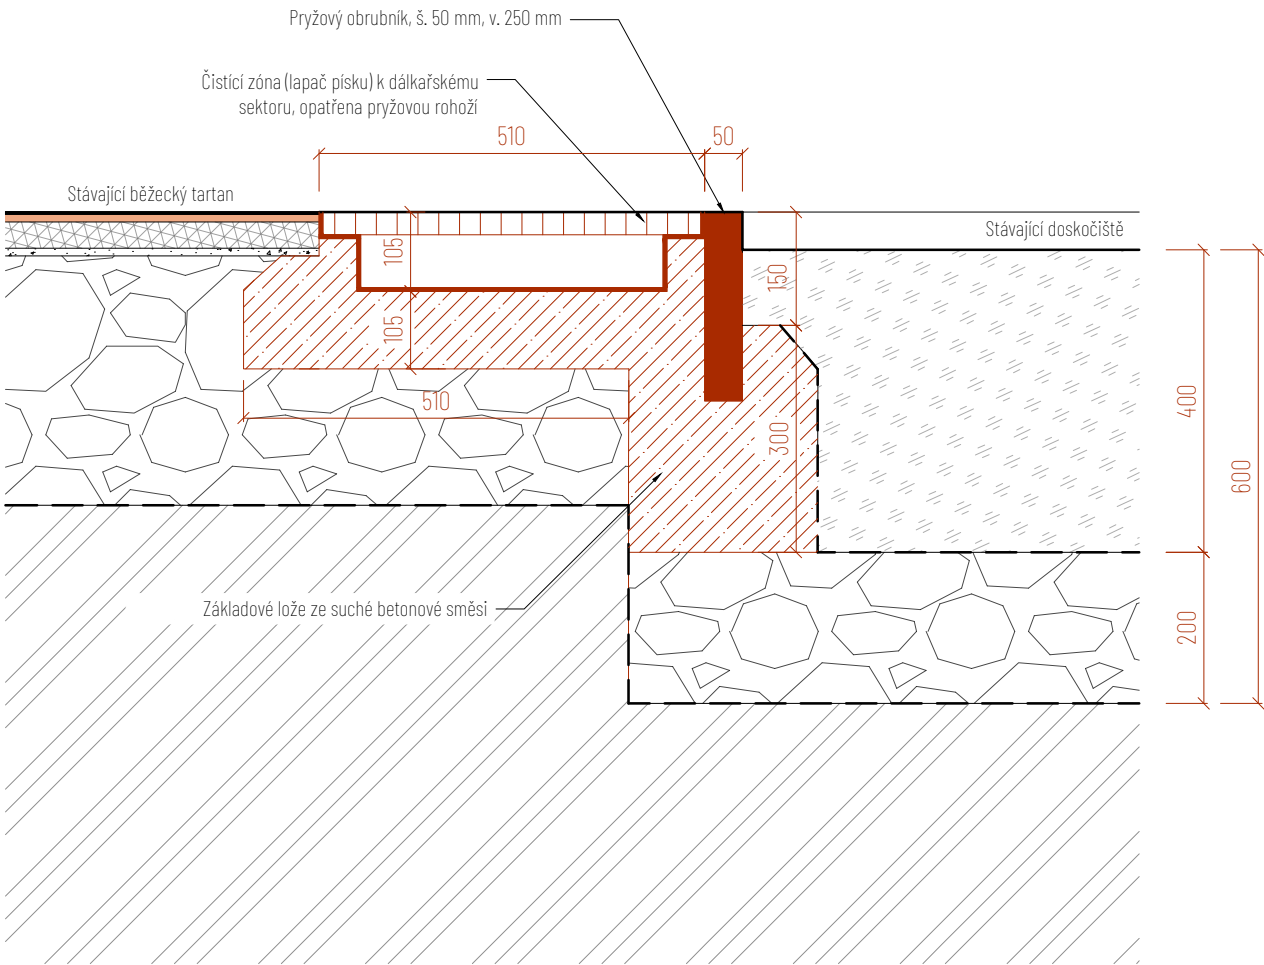 Pryžový obrubník, š. 50 mm, v. 250 mm
Čistící zóna (lapač písku) k dálkařskému
sektoru, opatřena pryžovou rohoží
510
50
Stávající běžecký tartan
Stávající doskočiště
105
150
105
510
400
300
600
Základové lože ze suché betonové směsi
200